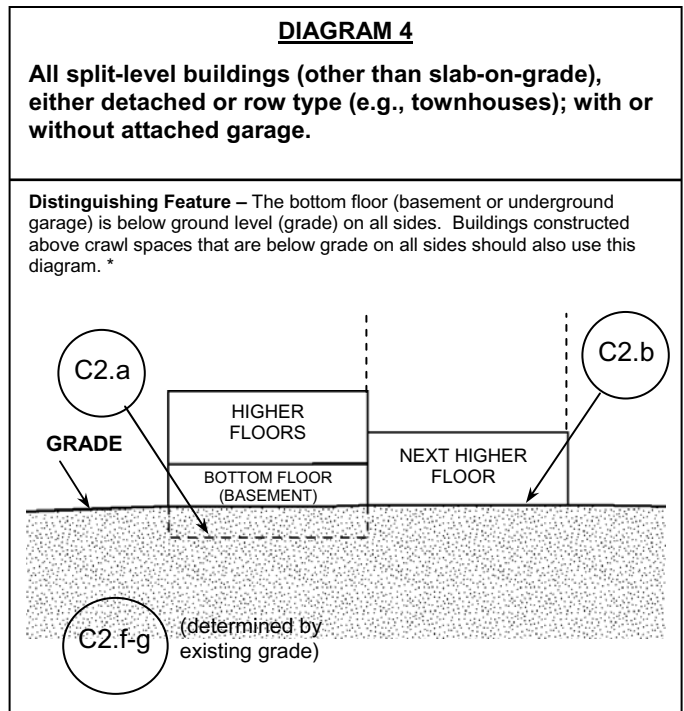 DIAGRAM 4
All split-level buildings (other than slab-on-grade),
either detached or row type (e.g., townhouses); with or
without attached garage.
Distinguishing Feature – The bottom floor (basement or underground
garage) is below ground level (grade) on all sides. Buildings constructed
above crawl spaces that are below grade on all sides should also use this
diagram. *
C2.a
C2.b
HIGHER
FLOORS
GRADE
NEXT HIGHER
FLOOR
BOTTOM FLOOR
(BASEMENT)
C2.f-g
(determined by
existing grade)